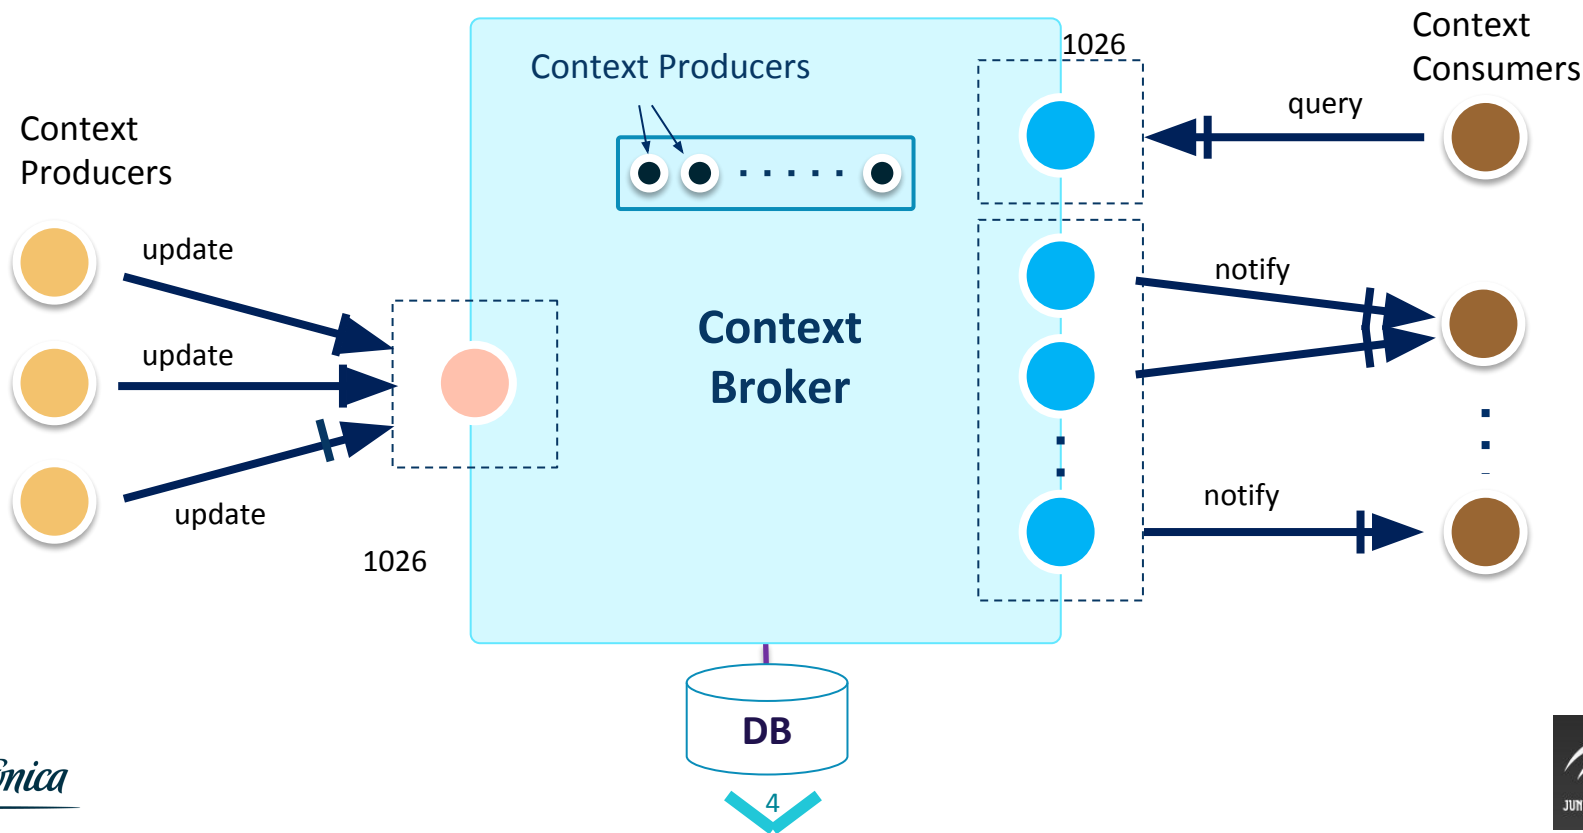 Context
Consumers
1026
Context Producers
query
Context
Producers
update
notify
Context
Broker
update
notify
update
1026
DB
4